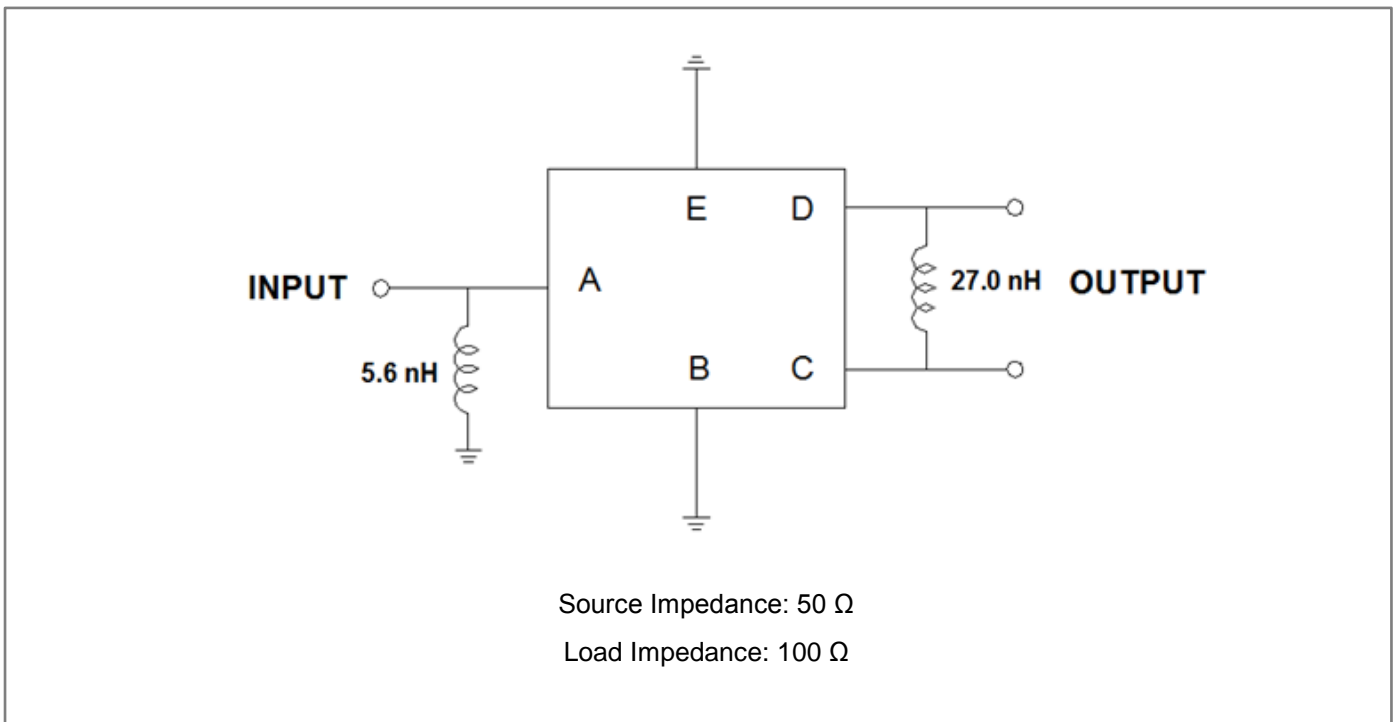 E D
INPUT A 27.0 nH OUTPUT
5.6 nH B C
Source Impedance: 50 Ω
Load Impedance: 100 Ω